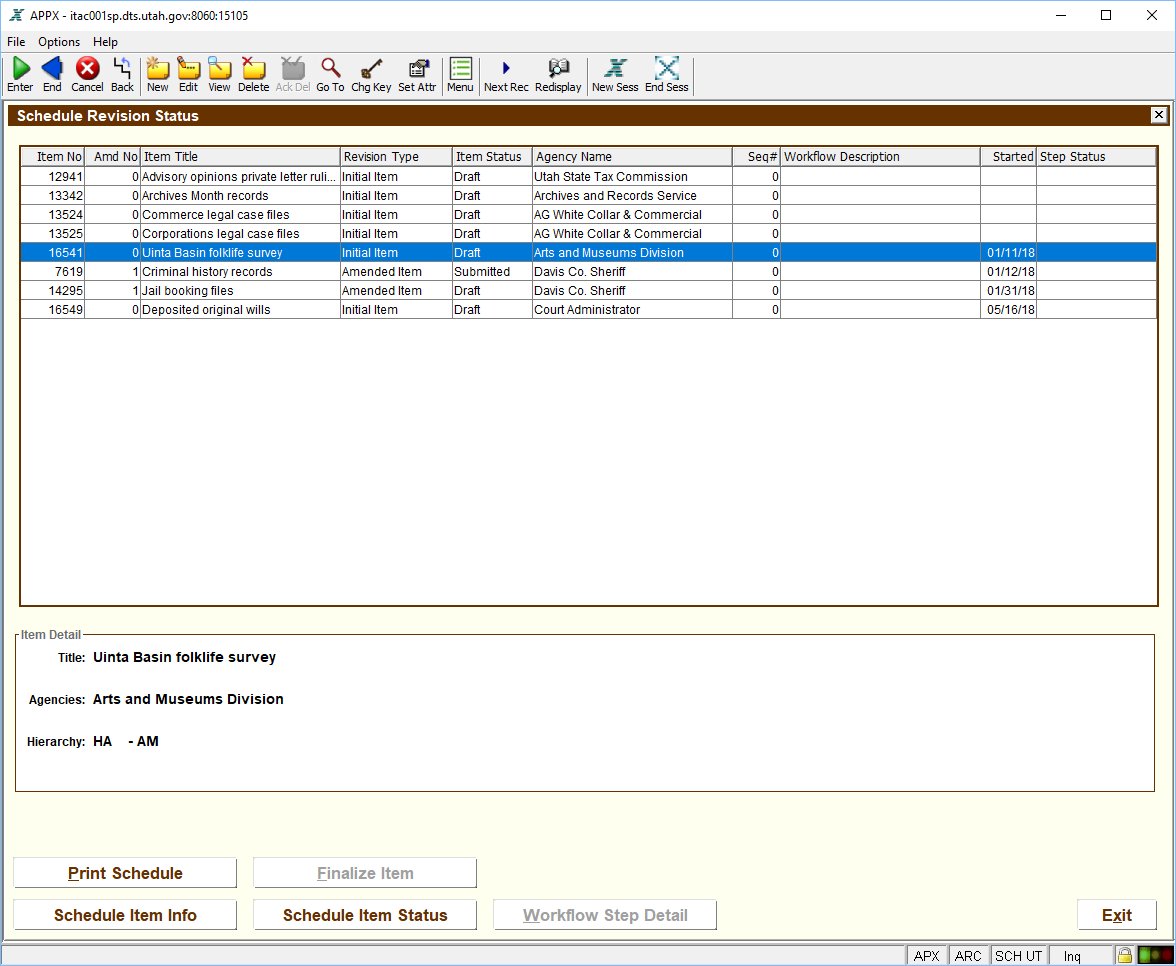 APPX - itac001sp.dts.utah.gov:8060:15105
File Options Help
Enter End Cancel Back New Edit View Delete Ack Del Go To Chg Key Set Attr Menu Next Rec Redisplay New Sess End Sess
Schedule Revision Status
Item No Amd No Item Title Revision Type Item Status Agency Name Seq# Workflow Description Started Step Status
12941 0 Advisory opinions private letter ruli... Initial Item Draft Utah State Tax Commission 0
13342 0 Archives Month records Initial Item Draft Archives and Records Service 0
13524 0 Commerce legal case files Initial Item Draft AG White Collar & Commercial 0
13525 0 Corporations legal case files Initial Item Draft AG White Collar & Commercial 0
16541 0 Uinta Basin folklife survey Initial Item Draft Arts and Museums Division 0 01/11/18
7619 1 Criminal history records Amended Item Submitted Davis Co. Sheriff 0 01/12/18
14295 1 Jail booking files Amended Item Draft Davis Co. Sheriff 0 01/31/18
16549 0 Deposited original wills Initial Item Draft Court Administrator 0 05/16/18
Item Detail
Title: Uinta Basin folklife survey
Agencies: Arts and Museums Division
Hierarchy: HA - AM
Print Schedule Finalize Item
Schedule Item Info Schedule Item Status Workflow Step Detail Exit
APX ARC SCH UT Inq